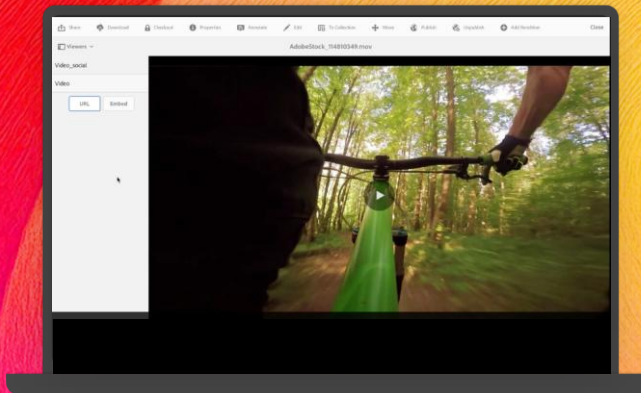 Share Download Checkout Properties Renditions Edit To Collection Move Publish Unpublish Add Rendition Close
Viewers AdobeStock_114810349.mov
Video_social
Video
URL Embed